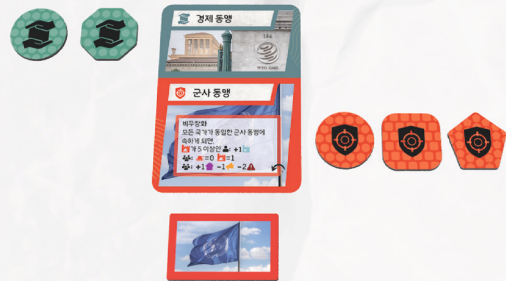 경제 동맹
184
군사 동맹
비무장화
모든 국가가 동일한 군사 동맹에
속하게 되면,
가 5 이상인 : +1
: =0 =1
: +1 -1 -2